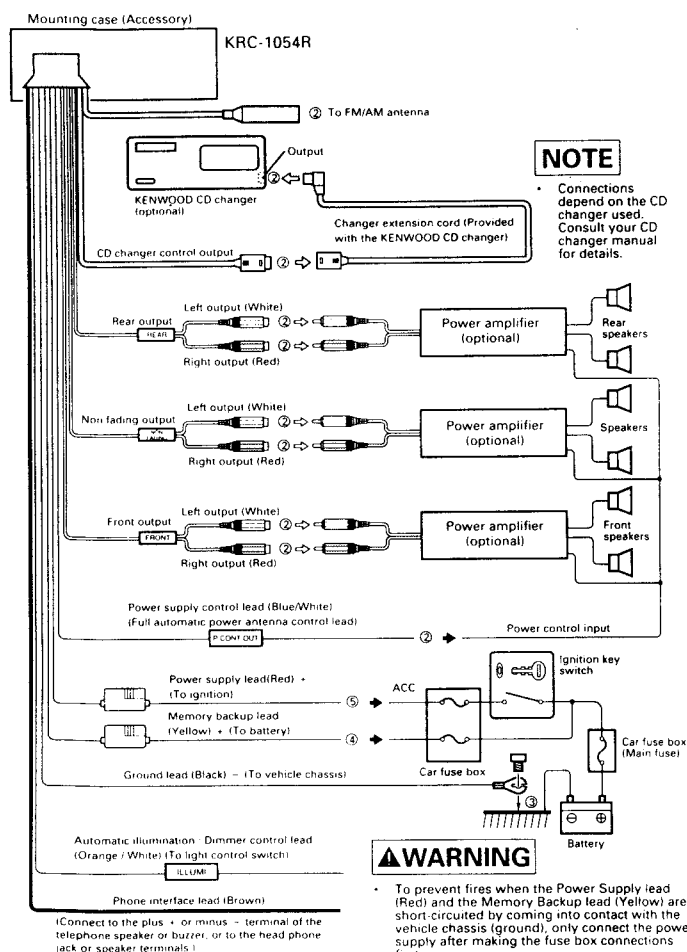 Mounting case (Accessory)
KRC-1054R
② To FM/AM antenna
Output
②
KENWOOD CD changer
(optional)
NOTE
• Connections
depend on the CD
changer used.
Consult your CD
changer manual
for details.
Changer extension cord (Provided
with the KENWOOD CD changer)
CD changer control output
②
Left output (White)
Rear output
REAR
②
②
Right output (Red)
Power amplifier
(optional)
Rear
speakers
Left output (White)
Non fading output
NON
FADING
②
②
Right output (Red)
Power amplifier
(optional)
Speakers
Left output (White)
Front output
FRONT
②
②
Right output (Red)
Power amplifier
(optional)
Front
speakers
Power supply control lead (Blue/White)
(Full automatic power antenna control lead)
P.CONT OUT
②
Power control input
Ignition key
switch
Power supply lead(Red) +
(To ignition)
⑤
ACC
Memory backup lead
(Yellow) + (To battery)
④
Car fuse box
Car fuse box
(Main fuse)
Ground lead (Black) − (To vehicle chassis)
③
⊖ ⊕
Battery
Automatic illumination · Dimmer control lead
(Orange / White) (To light control switch)
ILLUMI
WARNING
Phone interface lead (Brown)
(Connect to the plus + or minus − terminal of the
telephone speaker or buzzer, or to the head phone
jack or speaker terminals.)
• To prevent fires when the Power Supply lead
(Red) and the Memory Backup lead (Yellow) are
short-circuited by coming into contact with the
vehicle chassis (ground), only connect the power
supply after making the fuse box connections